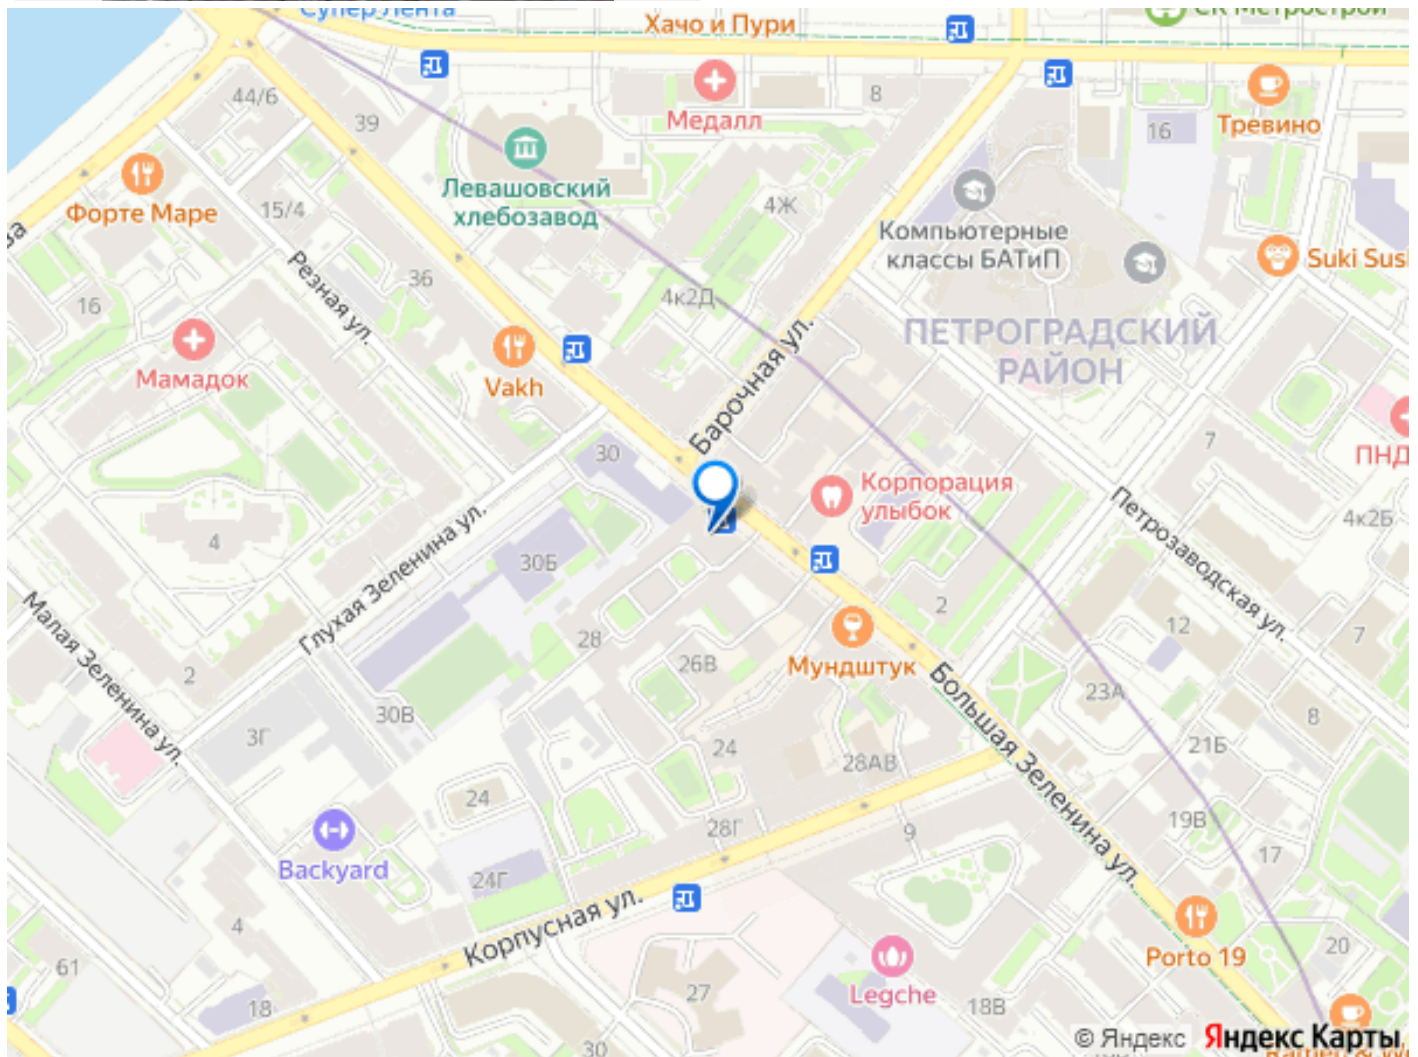 Супер Лента
Хачо и Пури
СК Метрострой
44/6
39
Медалл
8
16
Тревино
Форте Маре
Левашовский
хлебозавод
15/4
4Ж
Компьютерные
классы БАТиП
Suki Sus
Резная ул.
36
16
4к2Д
ПЕТРОГРАДСКИЙ
РАЙОН
Мамадок
Vakh
Барочная ул.
7
ПНД
30
Корпорация
улыбок
Петрозаводская ул.
4к2Б
4
Глухая Зеленина ул.
30Б
Малая Зеленина ул.
28
2
12
7
26В
Мундштук
2
Большая Зеленина ул.
23А
30В
8
3Г
24
28АВ
21Б
24
28Г
9
19В
17
Backyard
24Г
Корпусная ул.
4
Porto 19
20
61
Legche
27
18
18В
30
© Яндекс
Яндекс Карты